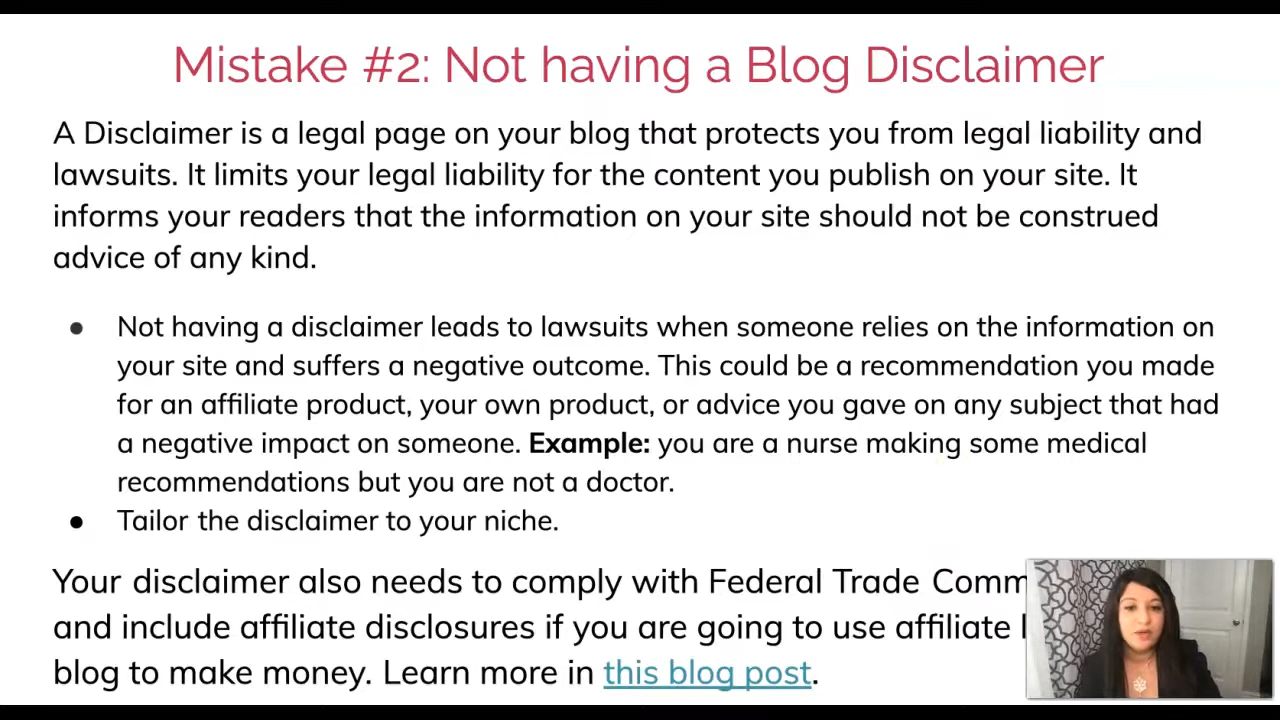 Mistake #2: Not having a Blog Disclaimer
A Disclaimer is a legal page on your blog that protects you from legal liability and
lawsuits. It limits your legal liability for the content you publish on your site. It
informs your readers that the information on your site should not be construed
advice of any kind.
● Not having a disclaimer leads to lawsuits when someone relies on the information on
your site and suffers a negative outcome. This could be a recommendation you made
for an affiliate product, your own product, or advice you gave on any subject that had
a negative impact on someone. Example: you are a nurse making some medical
recommendations but you are not a doctor.
● Tailor the disclaimer to your niche.
Your disclaimer also needs to comply with Federal Trade Comm
and include affiliate disclosures if you are going to use affiliate
blog to make money. Learn more in this blog post.